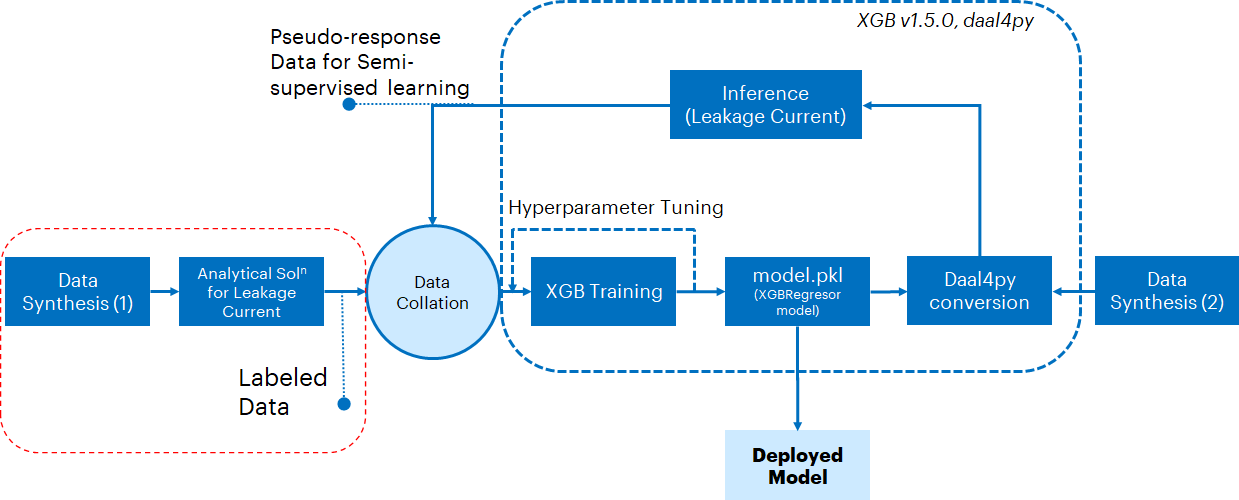 XGB v1.5.0, daal4py
Pseudo-response
Data for Semi-
supervised learning
Inference
(Leakage Current)
Hyperparameter Tuning
Data
Synthesis (1)
Analytical Solⁿ
for Leakage
Current
Data
Collation
XGB Training
model.pkl
(XGBRegresor
model)
Daal4py
conversion
Data
Synthesis (2)
Labeled
Data
Deployed
Model